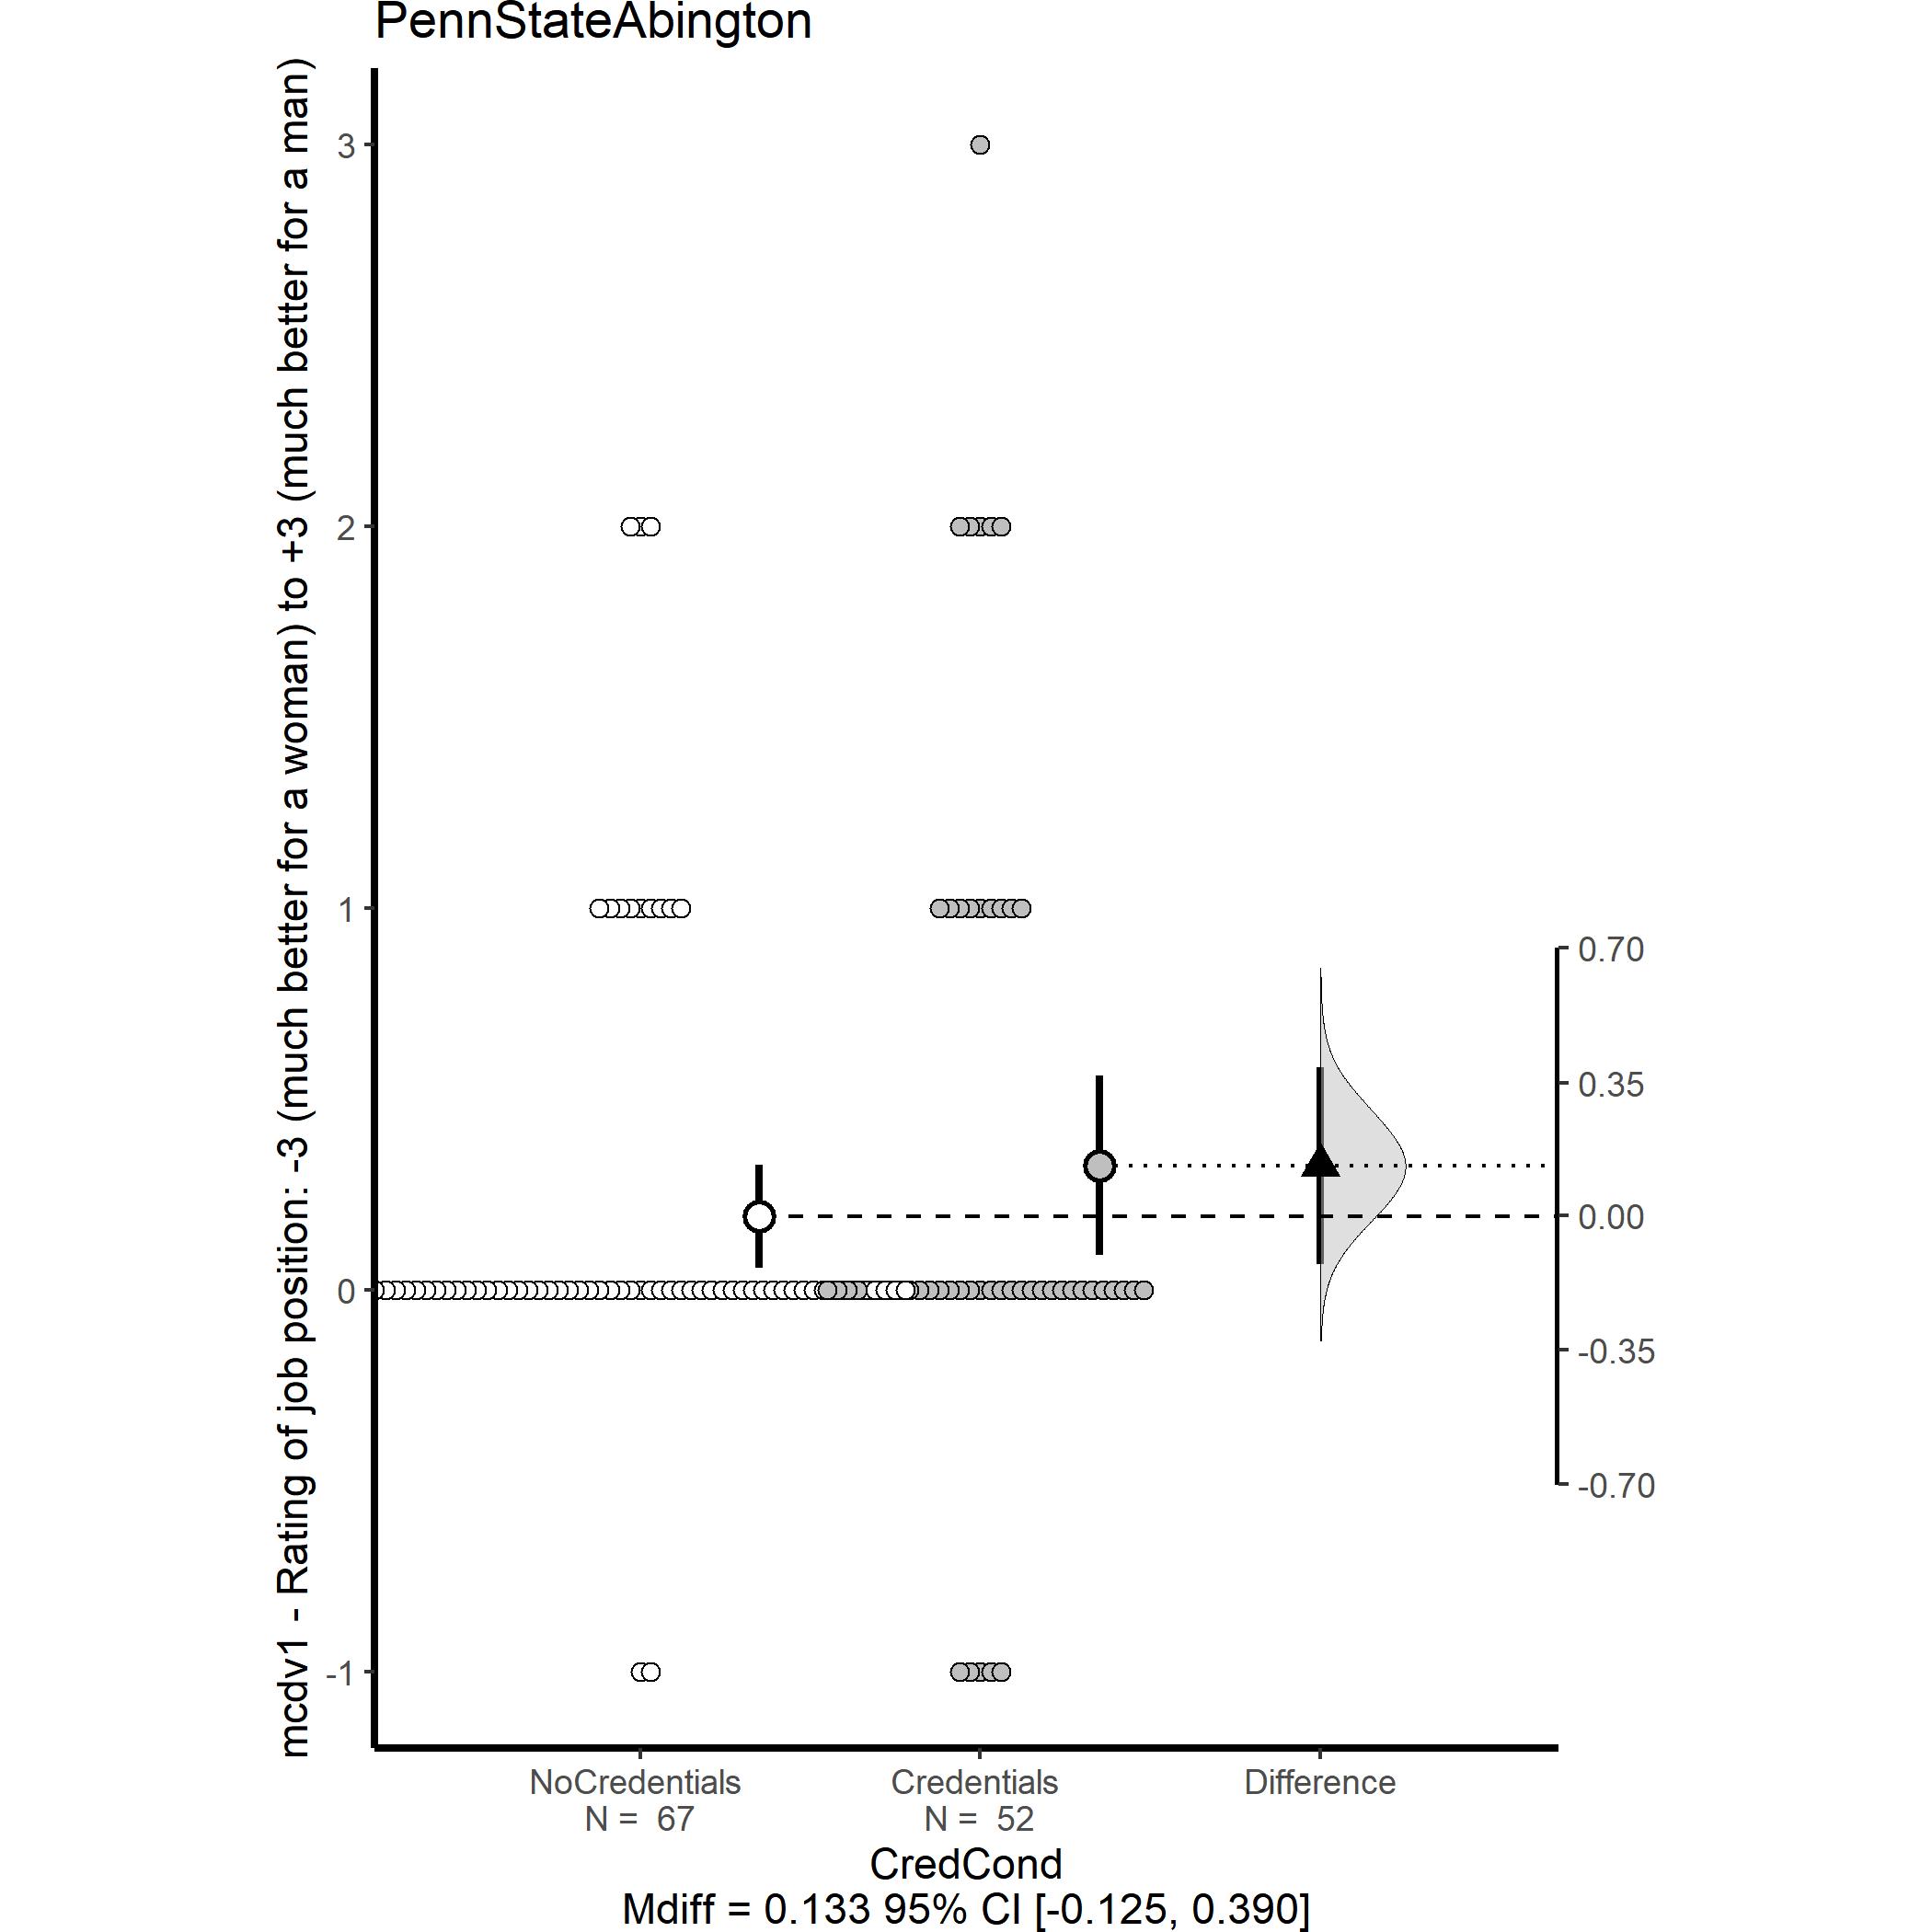 PennStateAbington
mcdv1 - Rating of job position: -3 (much better for a woman) to +3 (much better for a man)
3
2
1
0
-1
0.70
0.35
0.00
-0.35
-0.70
NoCredentials
N =  67
Credentials
N =  52
Difference
CredCond
Mdiff = 0.133 95% CI [-0.125, 0.390]